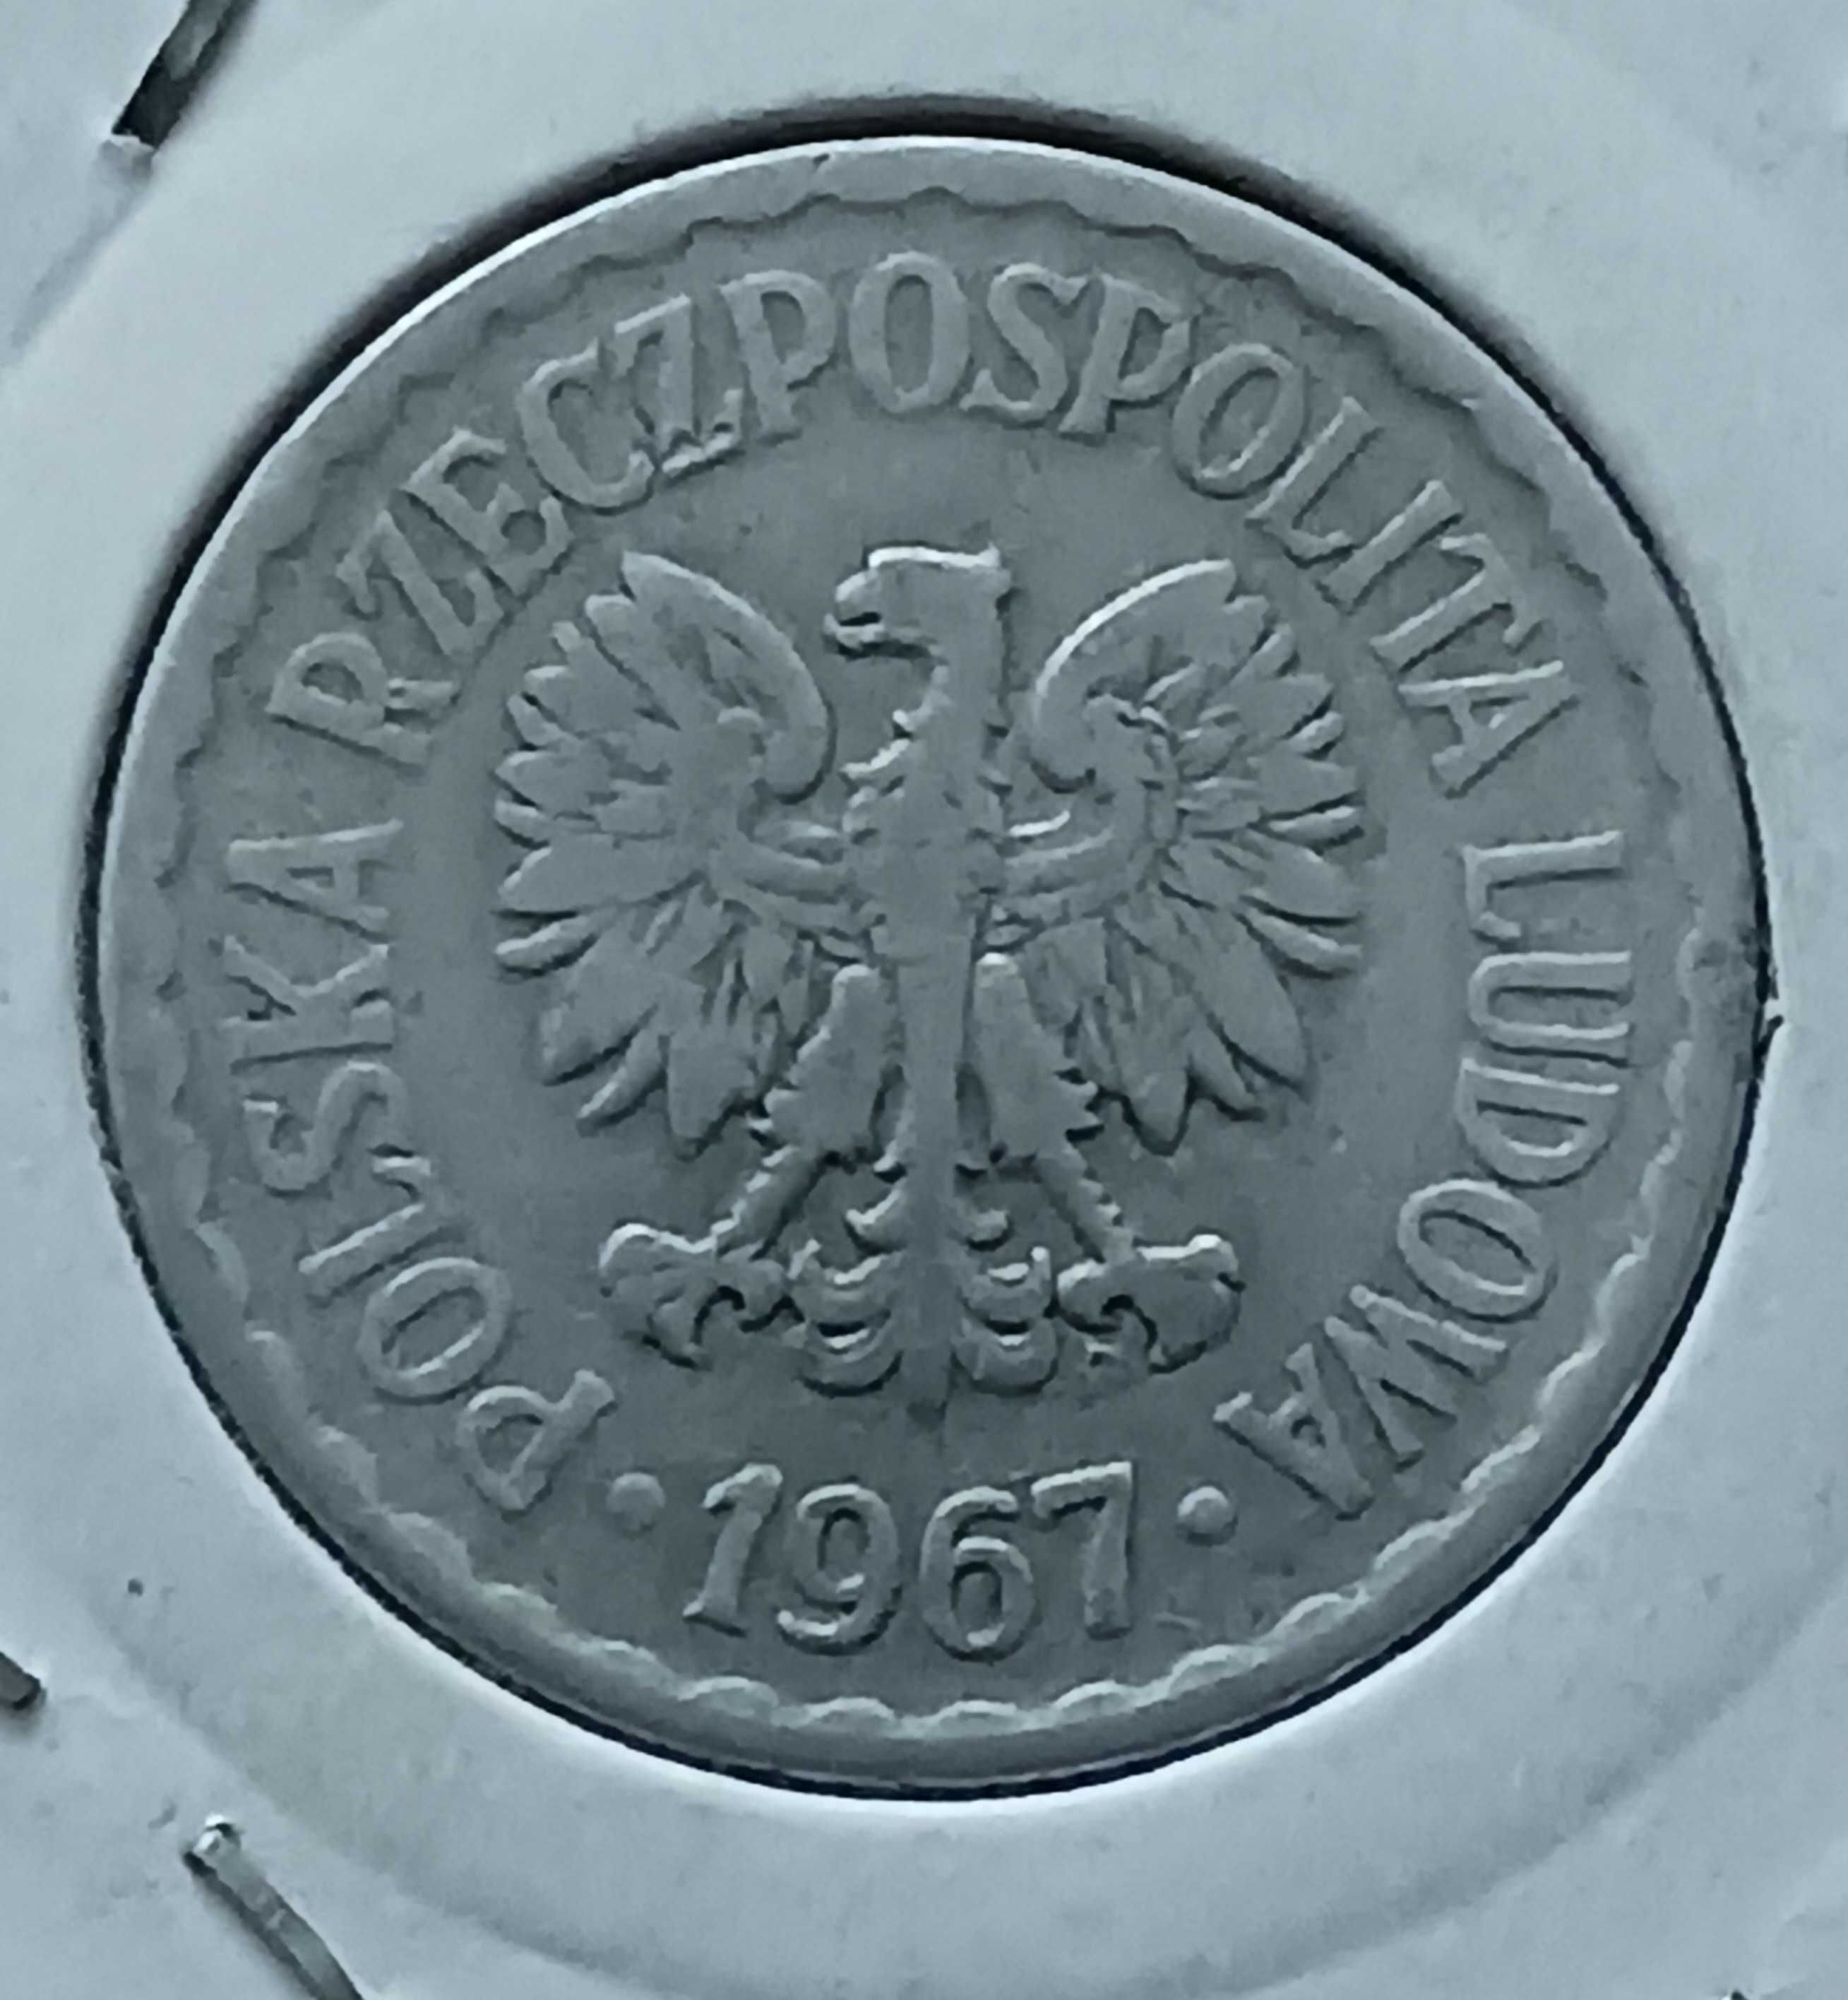 POLSKA RZECZPOSPOLITA LUDOWA
· 1967 ·